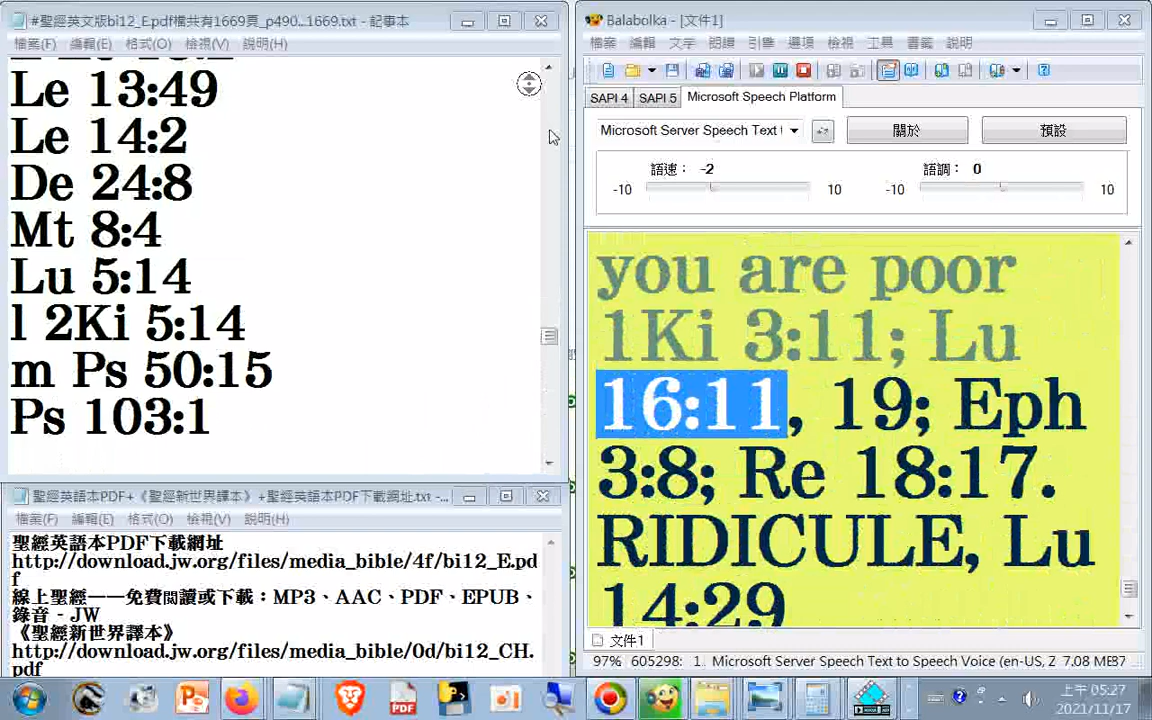 #聖經英文版bi12_E.pdf檔共有1669頁_p490...1669.txt - 記事本
檔案(F) 編輯(E) 格式(O) 檢視(V) 說明(H)
Le 13:49
Le 14:2
De 24:8
Mt 8:4
Lu 5:14
l 2Ki 5:14
m Ps 50:15
Ps 103:1
聖經英語本PDF+《聖經新世界譯本》+聖經英語本PDF下載網址.txt -...
檔案(F) 編輯(E) 格式(O) 檢視(V) 說明(H)
聖經英語本PDF下載網址
http://download.jw.org/files/media_bible/4f/bi12_E.pd
f
線上聖經——免費閱讀或下載：MP3、AAC、PDF、EPUB、
錄音 - JW
《聖經新世界譯本》
http://download.jw.org/files/media_bible/0d/bi12_CH.
pdf
Balabolka - [文件1]
檔案 編輯 文字 閱讀 引擎 選項 檢視 工具 書籤 說明
SAPI 4 SAPI 5 Microsoft Speech Platform
Microsoft Server Speech Text 關於 預設
語速： -2 語調： 0
-10 10 -10 10
you are poor
1Ki 3:11; Lu
16:11, 19; Eph
3:8; Re 18:17.
RIDICULE, Lu
14:29
文件1
97% 605298: 1. Microsoft Server Speech Text to Speech Voice (en-US, Z 7.08 MB
上午 05:27
2021/11/17